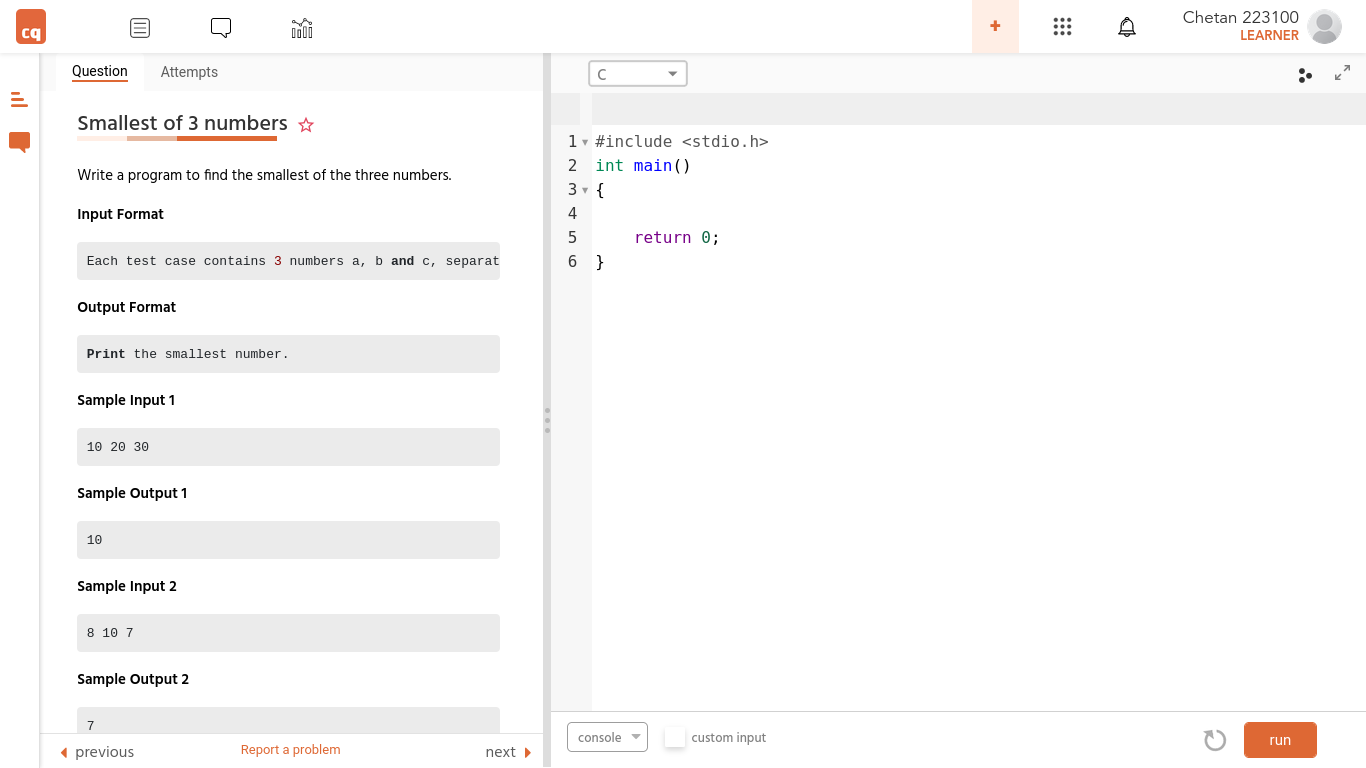 cq
+
Chetan 223100
LEARNER
Question
Attempts
Smallest of 3 numbers
Write a program to find the smallest of the three numbers.
Input Format
Each test case contains 3 numbers a, b and c, separat
Output Format
Print the smallest number.
Sample Input 1
10 20 30
Sample Output 1
10
Sample Input 2
8 10 7
Sample Output 2
7
previous
Report a problem
next
C
1 #include <stdio.h>
2 int main()
3 {
4
5     return 0;
6 }
console
custom input
run